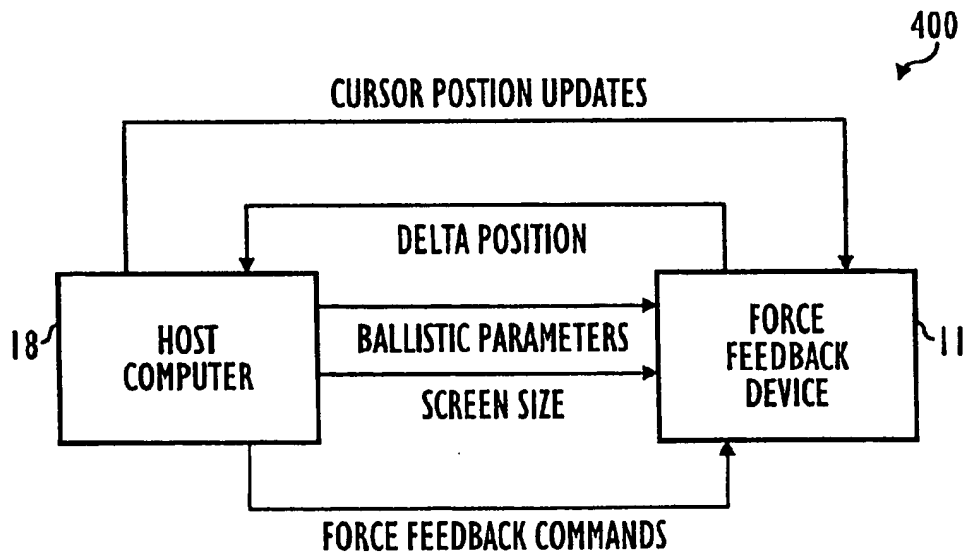 400
CURSOR POSTION UPDATES
DELTA POSITION
18
HOST
COMPUTER
BALLISTIC PARAMETERS
SCREEN SIZE
FORCE
FEEDBACK
DEVICE
11
FORCE FEEDBACK COMMANDS